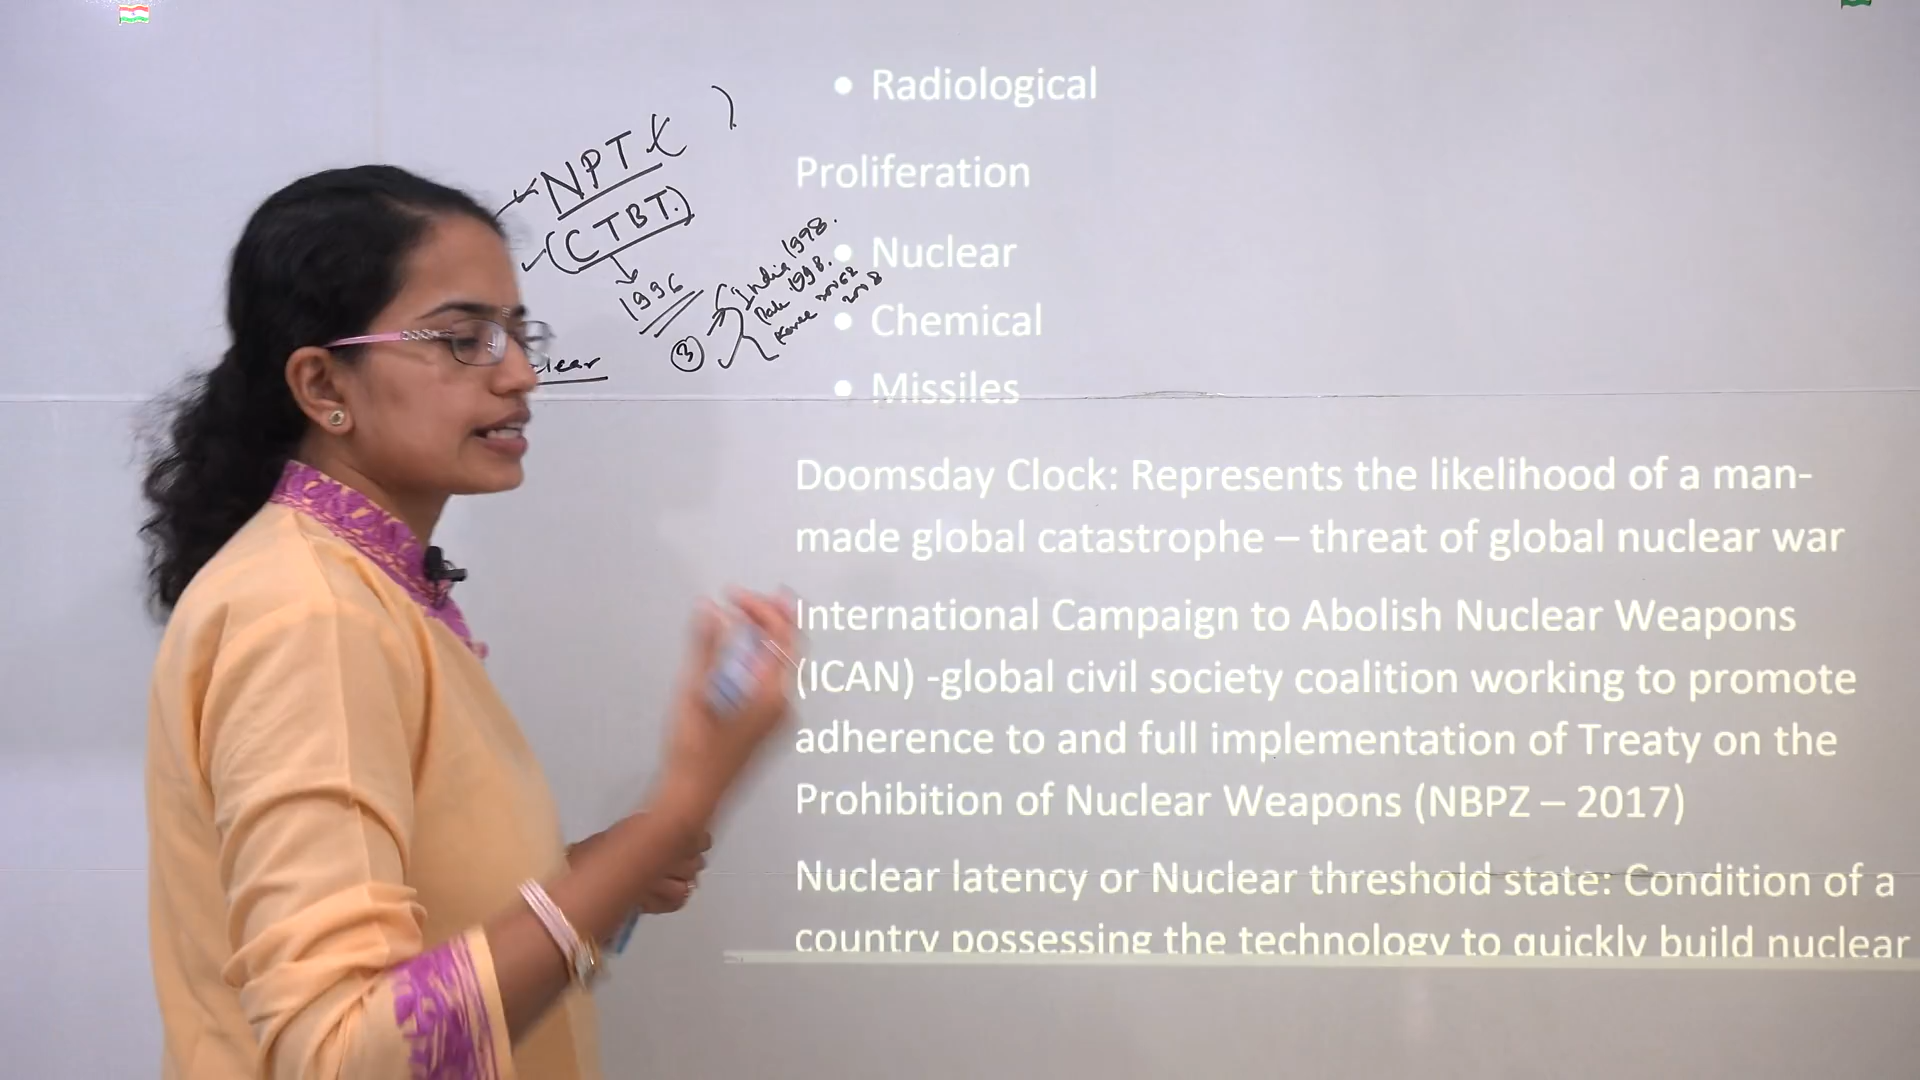 • Radiological
Proliferation
• Nuclear
• Chemical
• Missiles
Doomsday Clock: Represents the likelihood of a man-
made global catastrophe – threat of global nuclear war
International Campaign to Abolish Nuclear Weapons
(ICAN) -global civil society coalition working to promote
adherence to and full implementation of Treaty on the
Prohibition of Nuclear Weapons (NBPZ – 2017)
Nuclear latency or Nuclear threshold state: Condition of a
country possessing the technology to quickly build nuclear
NPT
(CTBT.)
1996
India 1998.
Pak 1998.
3
clear